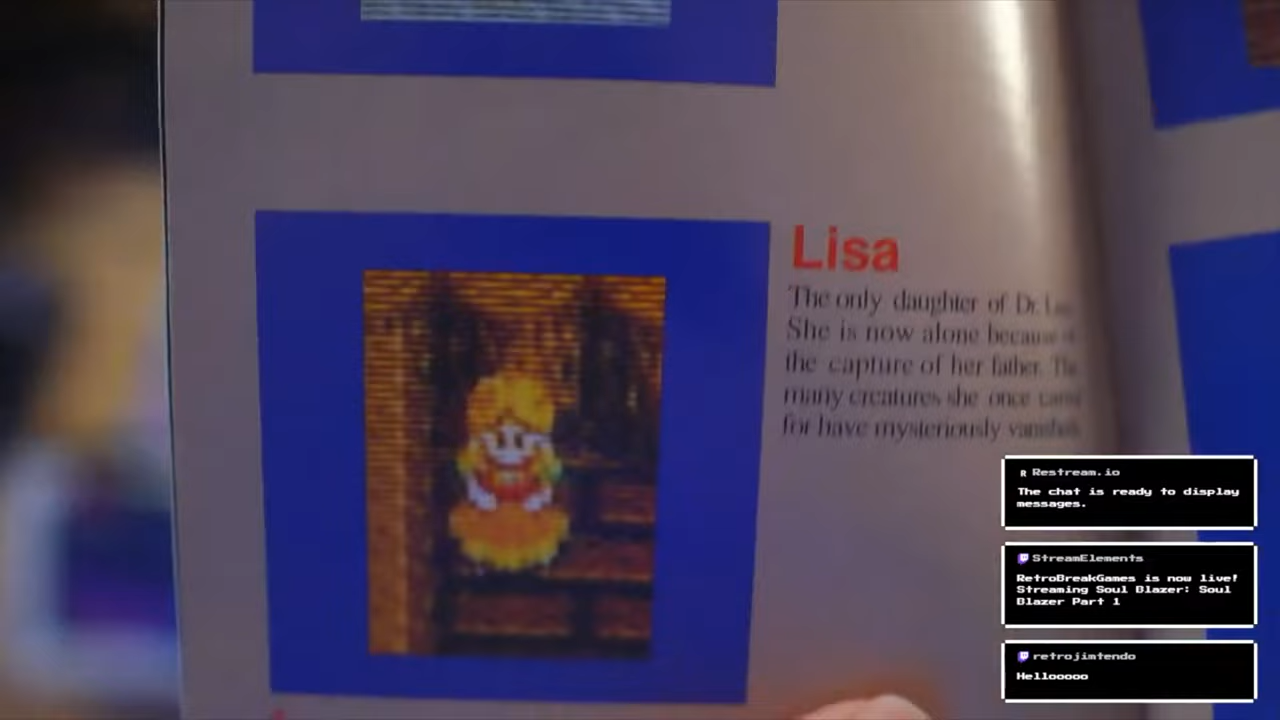 Lisa
The only daughter of Dr.
She is now alone because
the capture of her father. The
many creatures she once
for have mysteriously
Restream.io
The chat is ready to display
messages.
StreamElements
RetroBreakGames is now live!
Streaming Soul Blazer: Soul
Blazer Part 1
retrojimtendo
Hellooooo